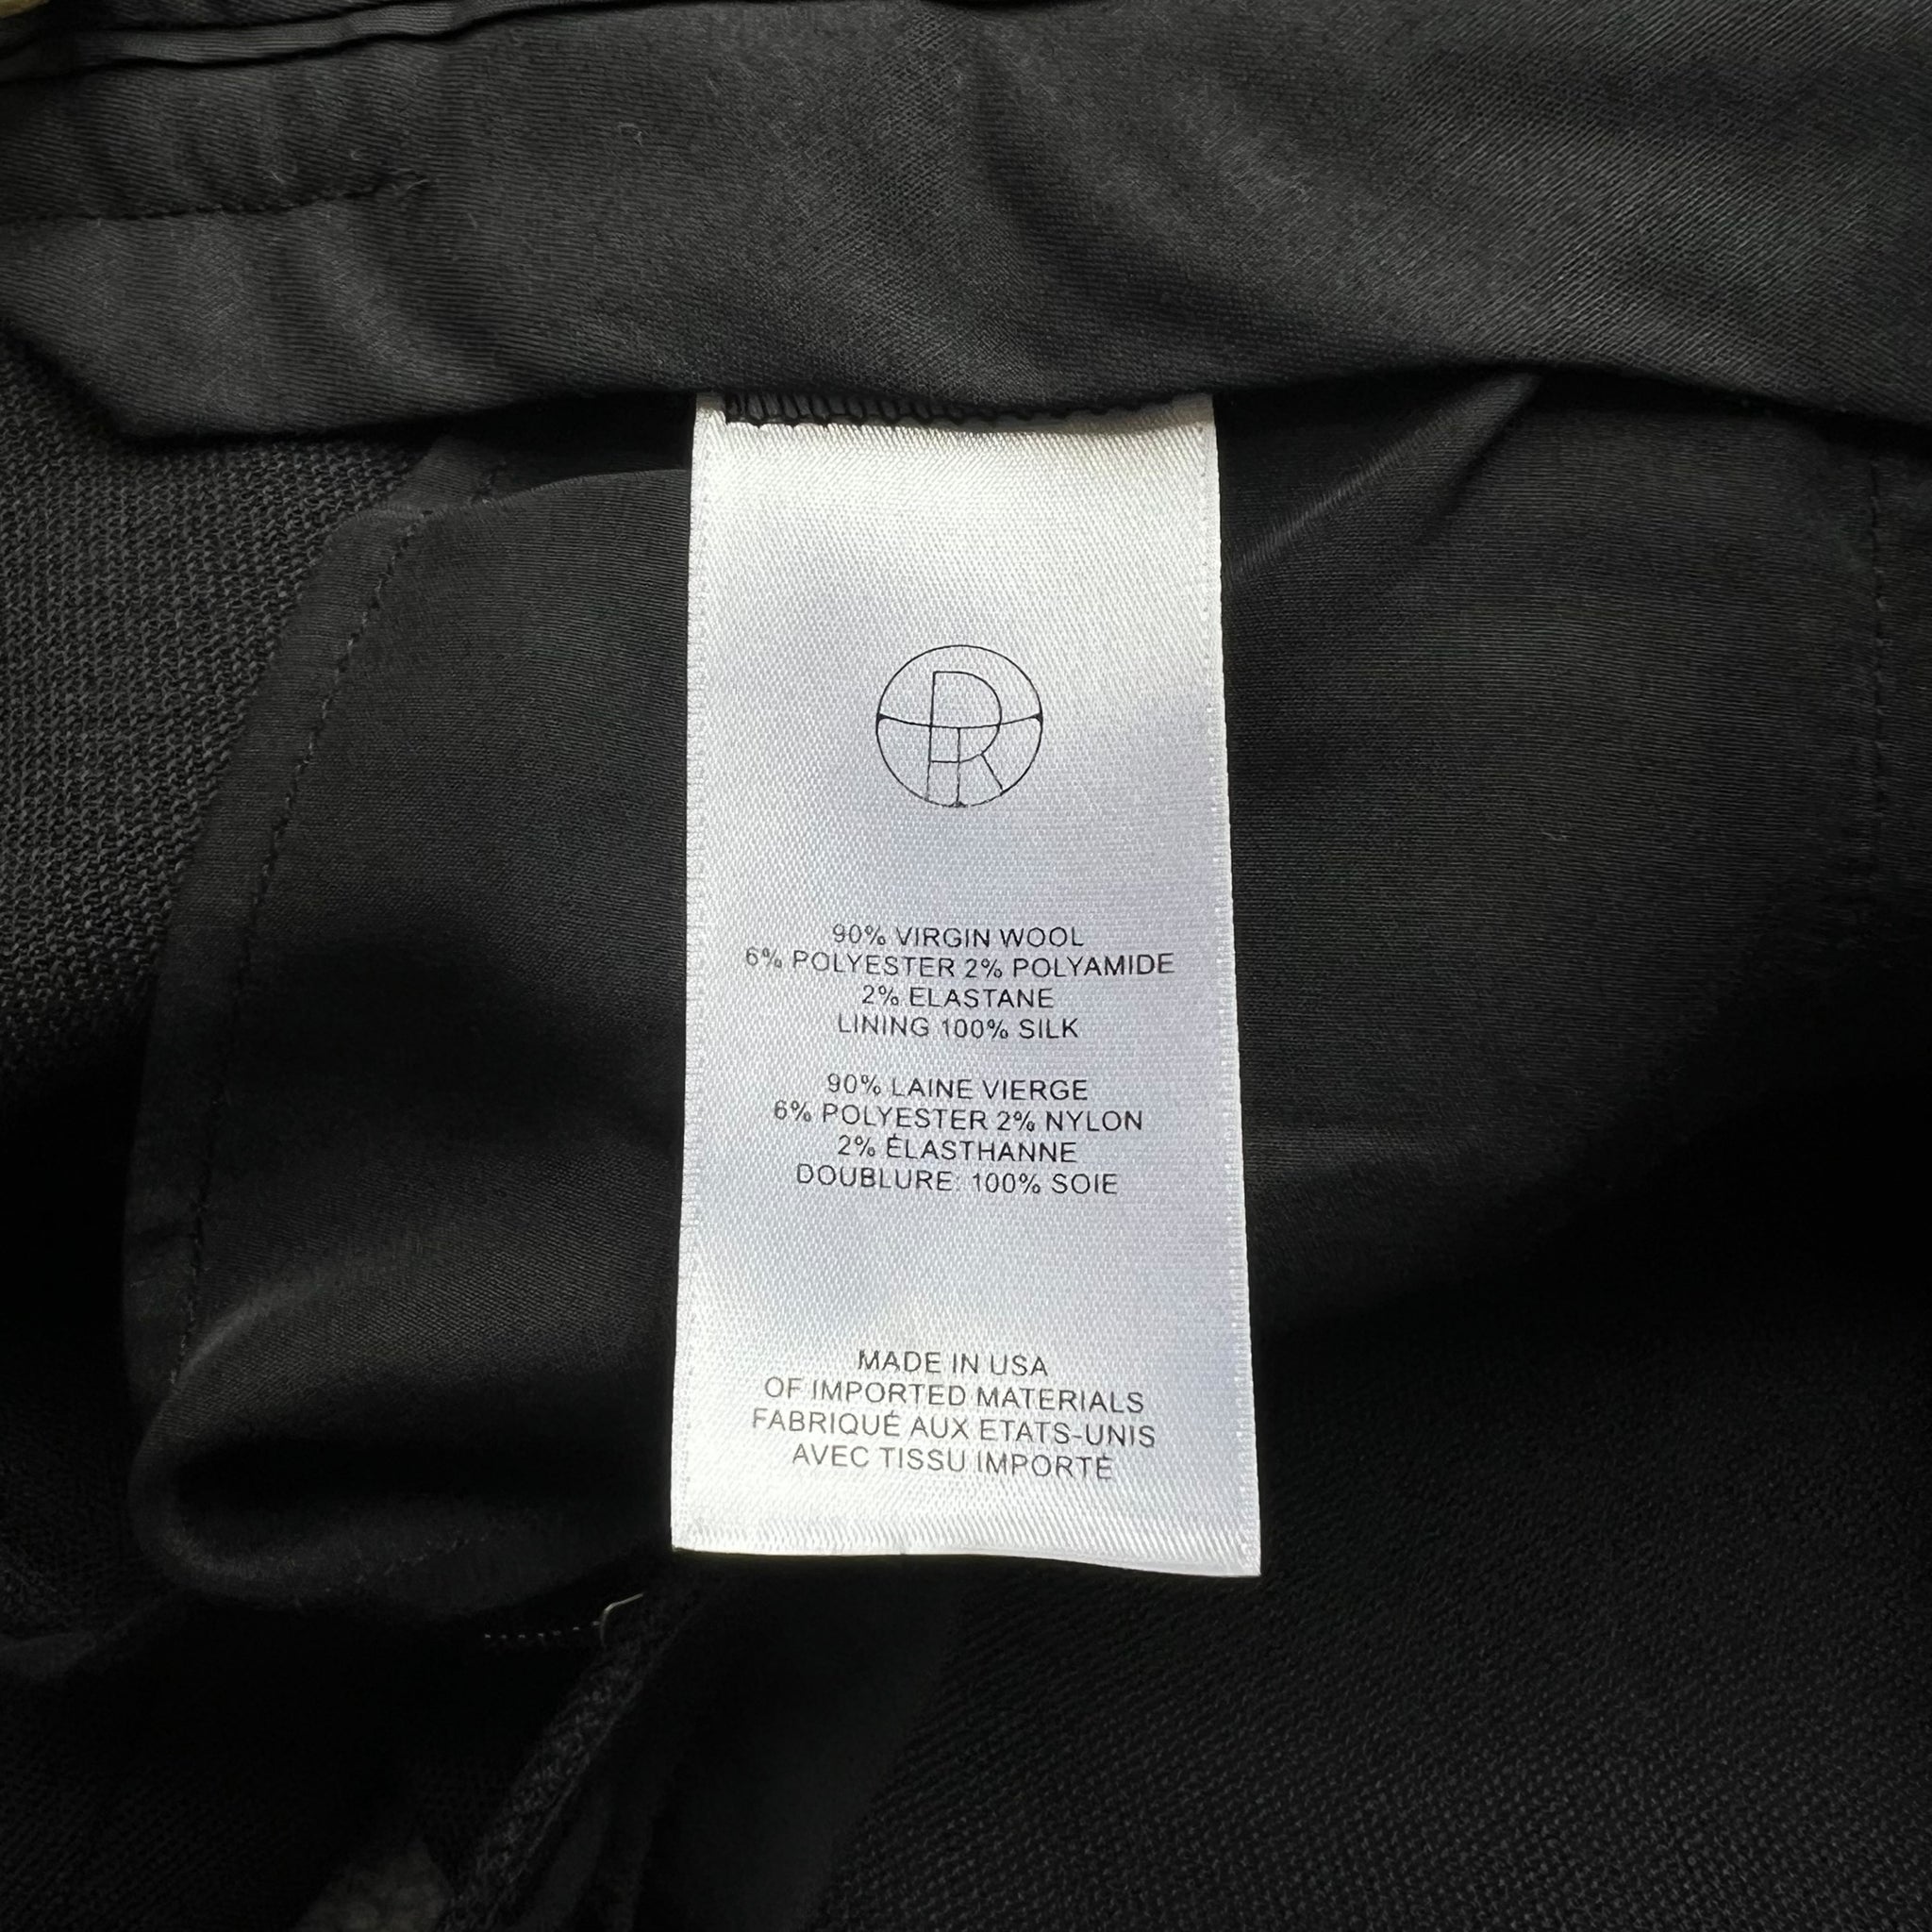 90% VIRGIN WOOL
6% POLYESTER 2% POLYAMIDE
2% ELASTANE
LINING 100% SILK
90% LAINE VIERGE
6% POLYESTER 2% NYLON
2% ÉLASTHANNE
DOUBLURE: 100% SOIE
MADE IN USA
OF IMPORTED MATERIALS
FABRIQUÉ AUX ETATS-UNIS
AVEC TISSU IMPORTÉ